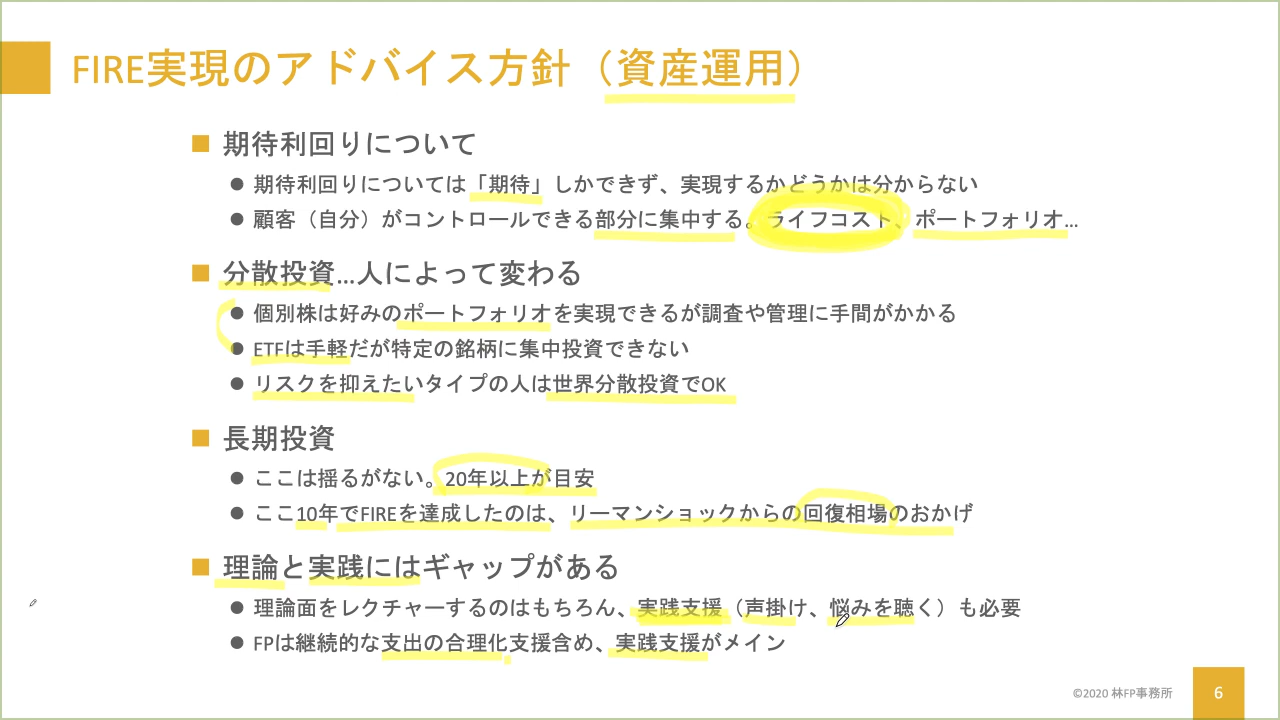 FIRE実現のアドバイス方針（資産運用）
■ 期待利回りについて
● 期待利回りについては「期待」しかできず、実現するかどうかは分からない
● 顧客（自分）がコントロールできる部分に集中する。ライフコスト、ポートフォリオ...
■ 分散投資...人によって変わる
● 個別株は好みのポートフォリオを実現できるが調査や管理に手間がかかる
● ETFは手軽だが特定の銘柄に集中投資できない
● リスクを抑えたいタイプの人は世界分散投資でOK
■ 長期投資
● ここは揺るがない。20年以上が目安
● ここ10年でFIREを達成したのは、リーマンショックからの回復相場のおかげ
■ 理論と実践にはギャップがある
● 理論面をレクチャーするのはもちろん、実践支援（声掛け、悩みを聴く）も必要
● FPは継続的な支出の合理化支援含め、実践支援がメイン
©2020 林FP事務所
6